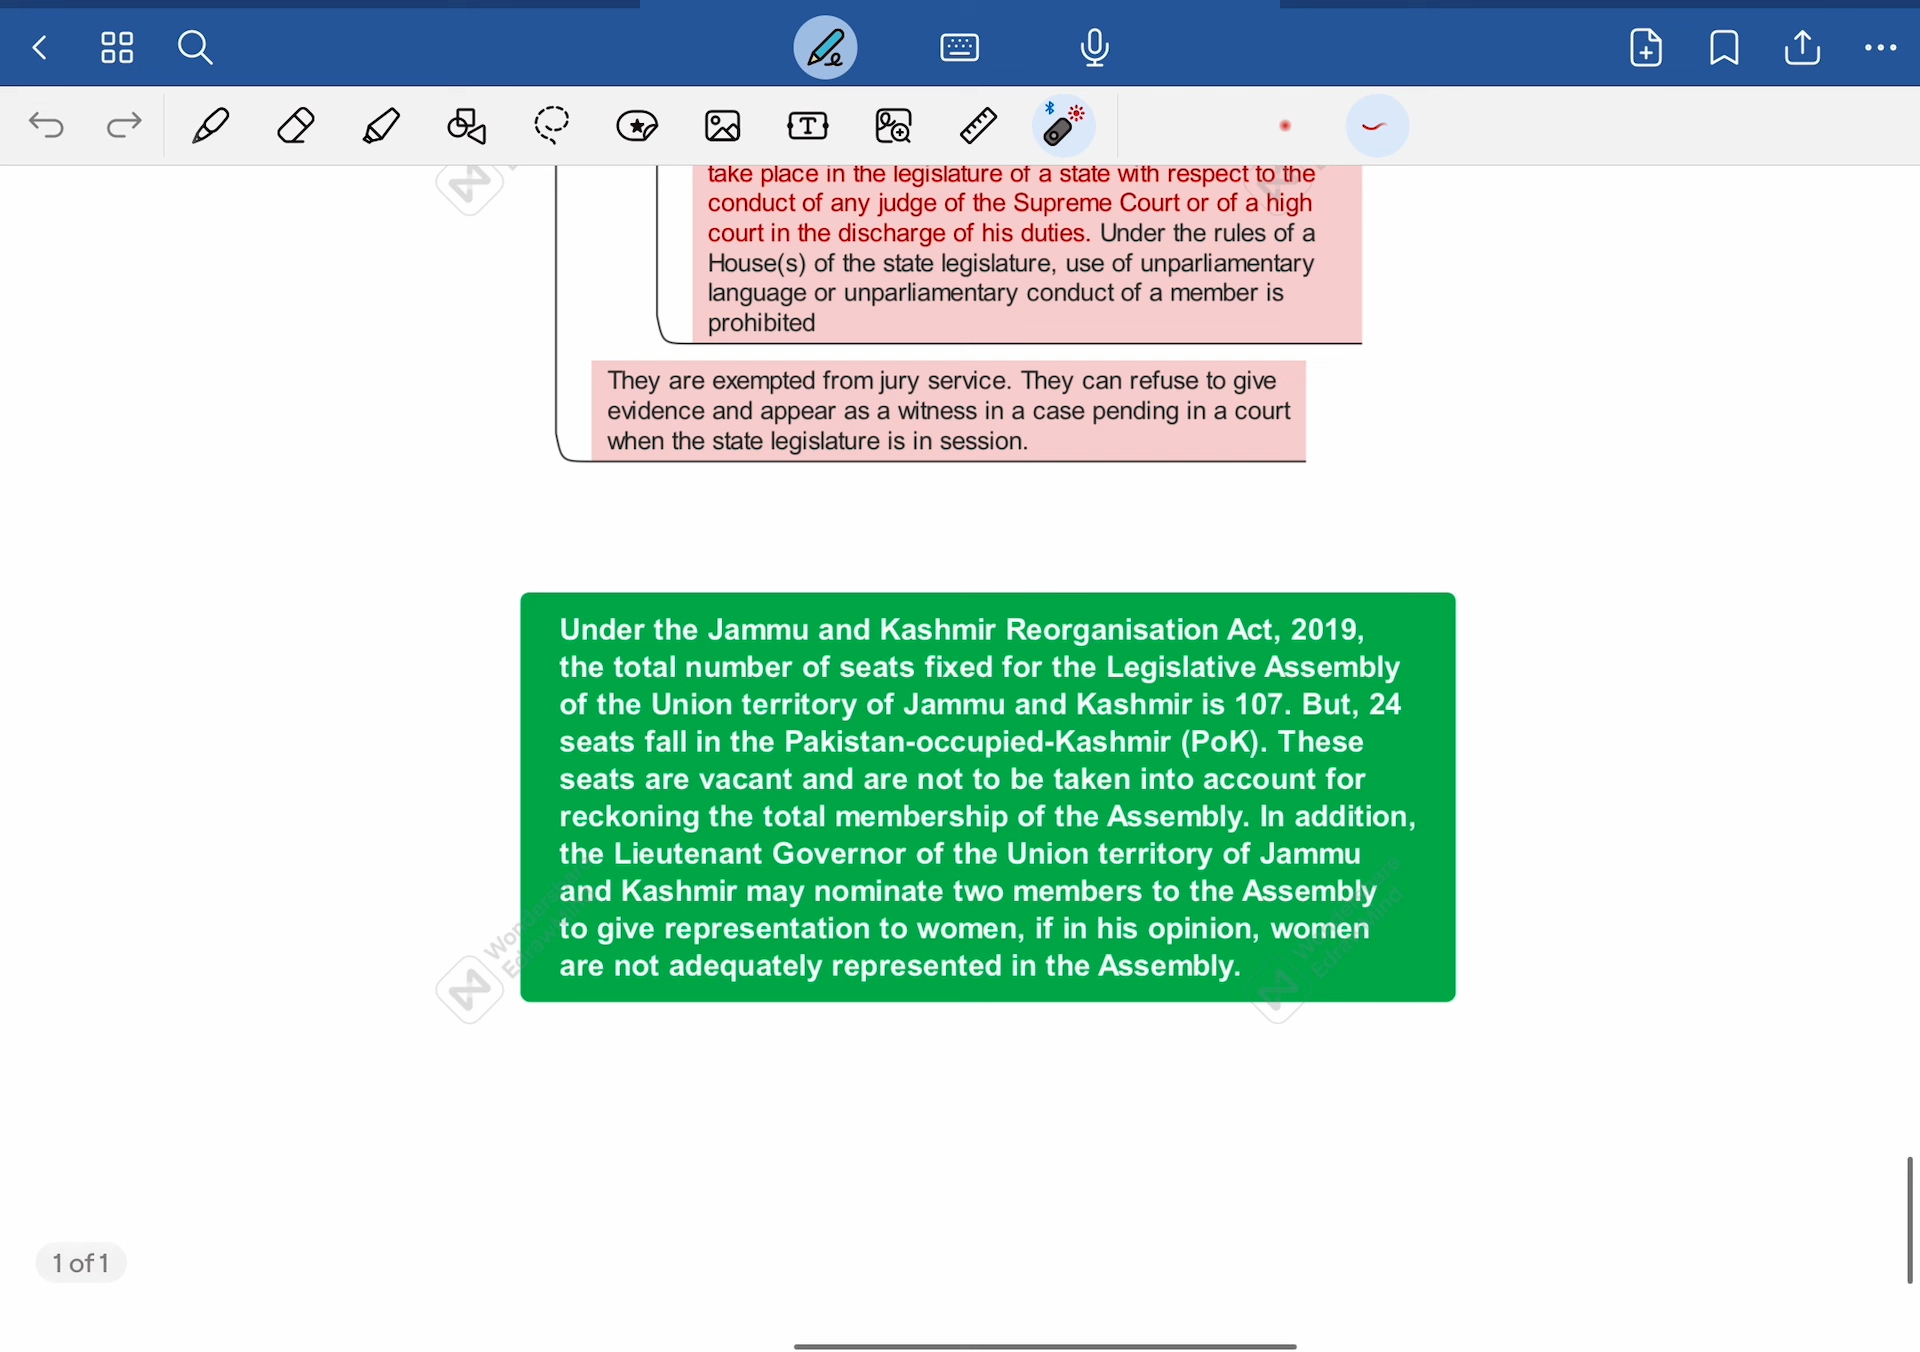 take place in the legislature of a state with respect to the
conduct of any judge of the Supreme Court or of a high
court in the discharge of his duties. Under the rules of a
House(s) of the state legislature, use of unparliamentary
language or unparliamentary conduct of a member is
prohibited
They are exempted from jury service. They can refuse to give
evidence and appear as a witness in a case pending in a court
when the state legislature is in session.
Under the Jammu and Kashmir Reorganisation Act, 2019,
the total number of seats fixed for the Legislative Assembly
of the Union territory of Jammu and Kashmir is 107. But, 24
seats fall in the Pakistan-occupied-Kashmir (PoK). These
seats are vacant and are not to be taken into account for
reckoning the total membership of the Assembly. In addition,
the Lieutenant Governor of the Union territory of Jammu
and Kashmir may nominate two members to the Assembly
to give representation to women, if in his opinion, women
are not adequately represented in the Assembly.
Wondershare
EdrawMind
Wondershare
EdrawMind
1 of 1